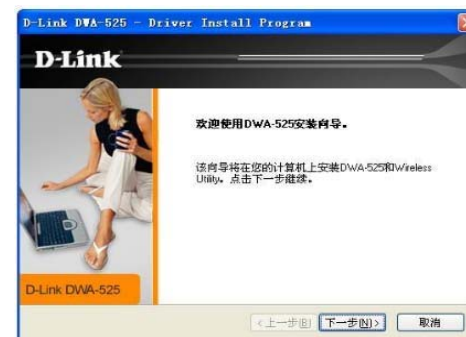 D-Link DWA-525 - Driver Install Program
D-Link
欢迎使用DWA-525安装向导。
该向导将在您的计算机上安装DWA-525和Wireless
Utility。点击下一步继续。
D-Link DWA-525
<上一步(B) 下一步(N)> 取消